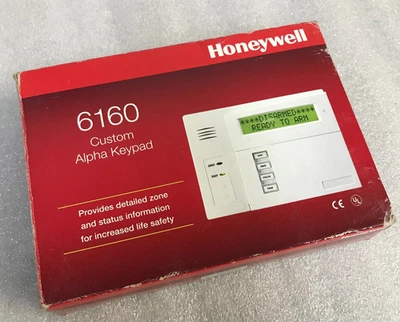 Honeywell
6160
Custom
Alpha Keypad
****DISARMED****
READY TO ARM
Provides detailed zone
and status information
for increased life safety
CE UL